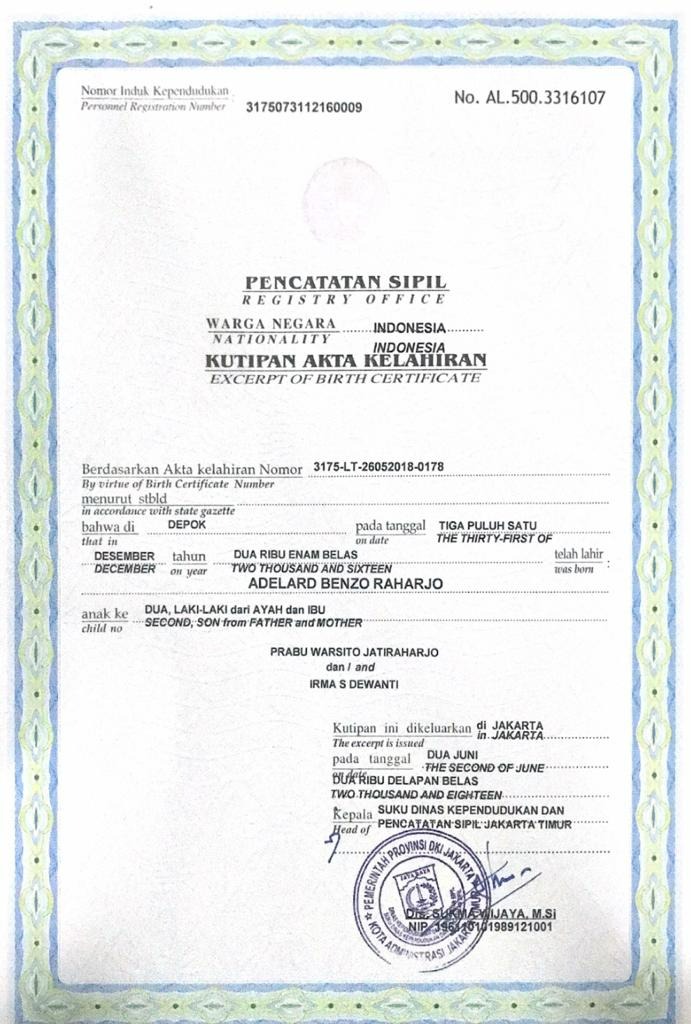 Nomor Induk Kependudukan
Personnel Registration Number 3175073112160009
No. AL.500.3316107
PENCATATAN SIPIL
REGISTRY OFFICE
WARGA NEGARA INDONESIA
NATIONALITY INDONESIA
KUTIPAN AKTA KELAHIRAN
EXCERPT OF BIRTH CERTIFICATE
Berdasarkan Akta kelahiran Nomor 3175-LT-26052018-0178
By virtue of Birth Certificate Number
menurut stbld
in accordance with state gazette
bahwa di DEPOK pada tanggal TIGA PULUH SATU
that in on date THE THIRTY-FIRST OF
DESEMBER tahun DUA RIBU ENAM BELAS telah lahir
DECEMBER on year TWO THOUSAND AND SIXTEEN was born
ADELARD BENZO RAHARJO
anak ke DUA, LAKI-LAKI dari AYAH dan IBU
child no SECOND, SON from FATHER and MOTHER
PRABU WARSITO JATIRAHARJO
dan / and
IRMA S DEWANTI
Kutipan ini dikeluarkan di JAKARTA
The excerpt is issued in JAKARTA
pada tanggal DUA JUNI
on date THE SECOND OF JUNE
DUA RIBU DELAPAN BELAS
TWO THOUSAND AND EIGHTEEN
Kepala SUKU DINAS KEPENDUDUKAN DAN
Head of PENCATATAN SIPIL JAKARTA TIMUR
PEMERINTAH PROVINSI DKI JAKARTA
JAYA RAYA
KOTA ADMINISTRASI JAKARTA TIMUR
Drs. SUKMA WIJAYA, M.Si
NIP. 196110101989121001